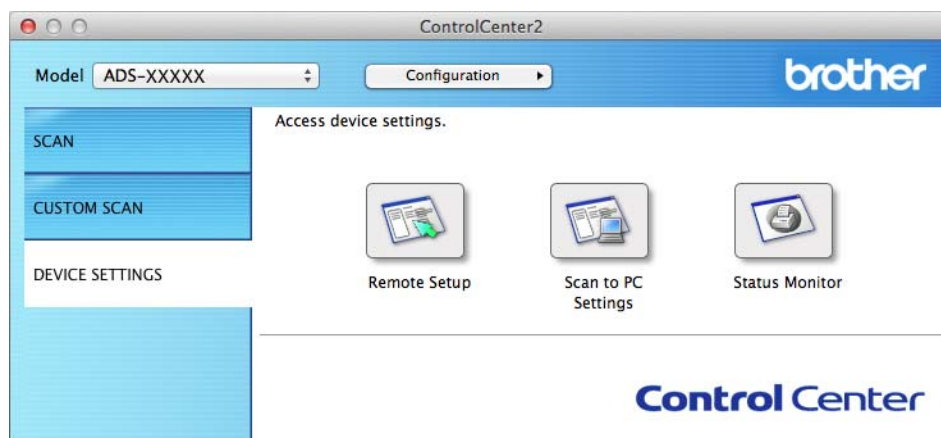 ControlCenter2
Model ADS-XXXXX Configuration brother
SCAN
CUSTOM SCAN
DEVICE SETTINGS
Access device settings.
Remote Setup
Scan to PC
Settings
Status Monitor
Control Center